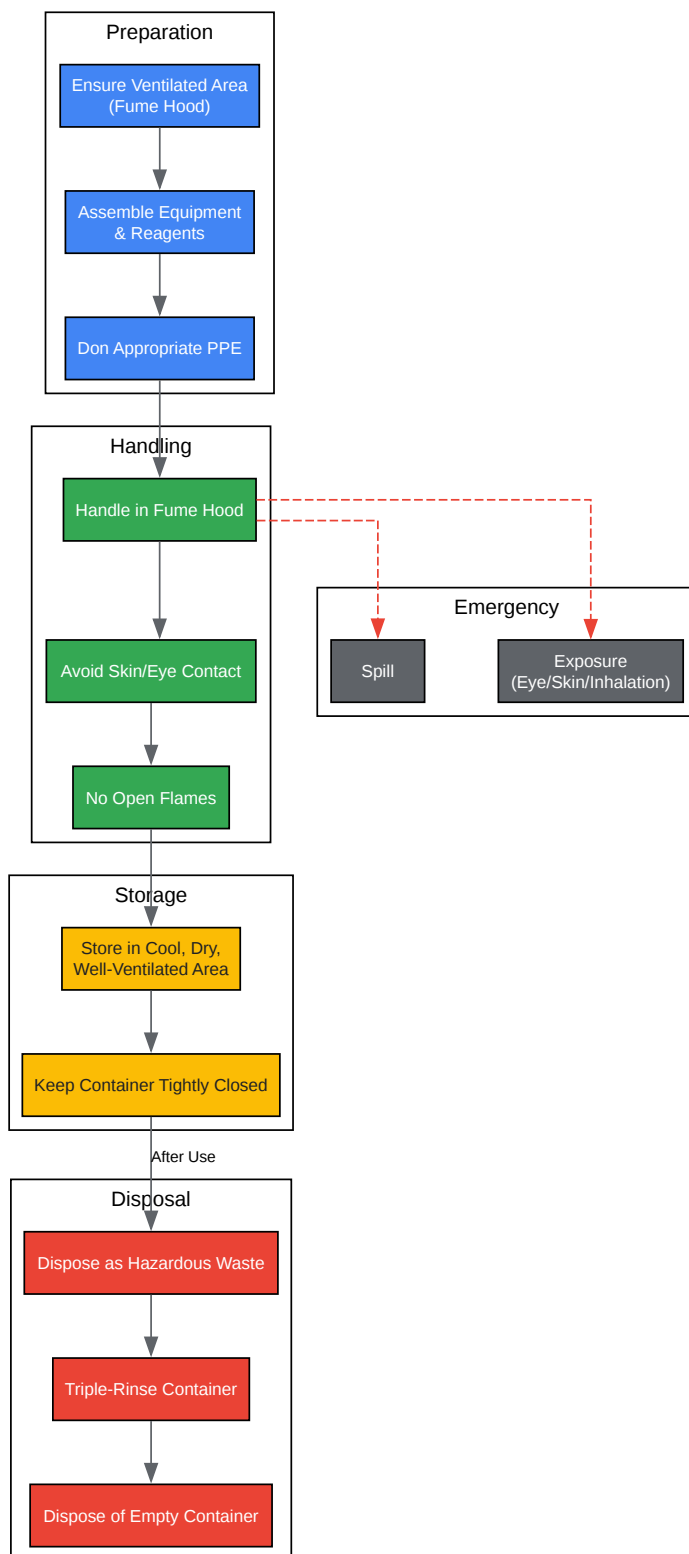 Preparation
Ensure Ventilated Area
(Fume Hood)
Assemble Equipment
& Reagents
Don Appropriate PPE
Handling
Handle in Fume Hood
Avoid Skin/Eye Contact
No Open Flames
Emergency
Spill
Exposure
(Eye/Skin/Inhalation)
Storage
Store in Cool, Dry,
Well-Ventilated Area
Keep Container Tightly Closed
After Use
Disposal
Dispose as Hazardous Waste
Triple-Rinse Container
Dispose of Empty Container